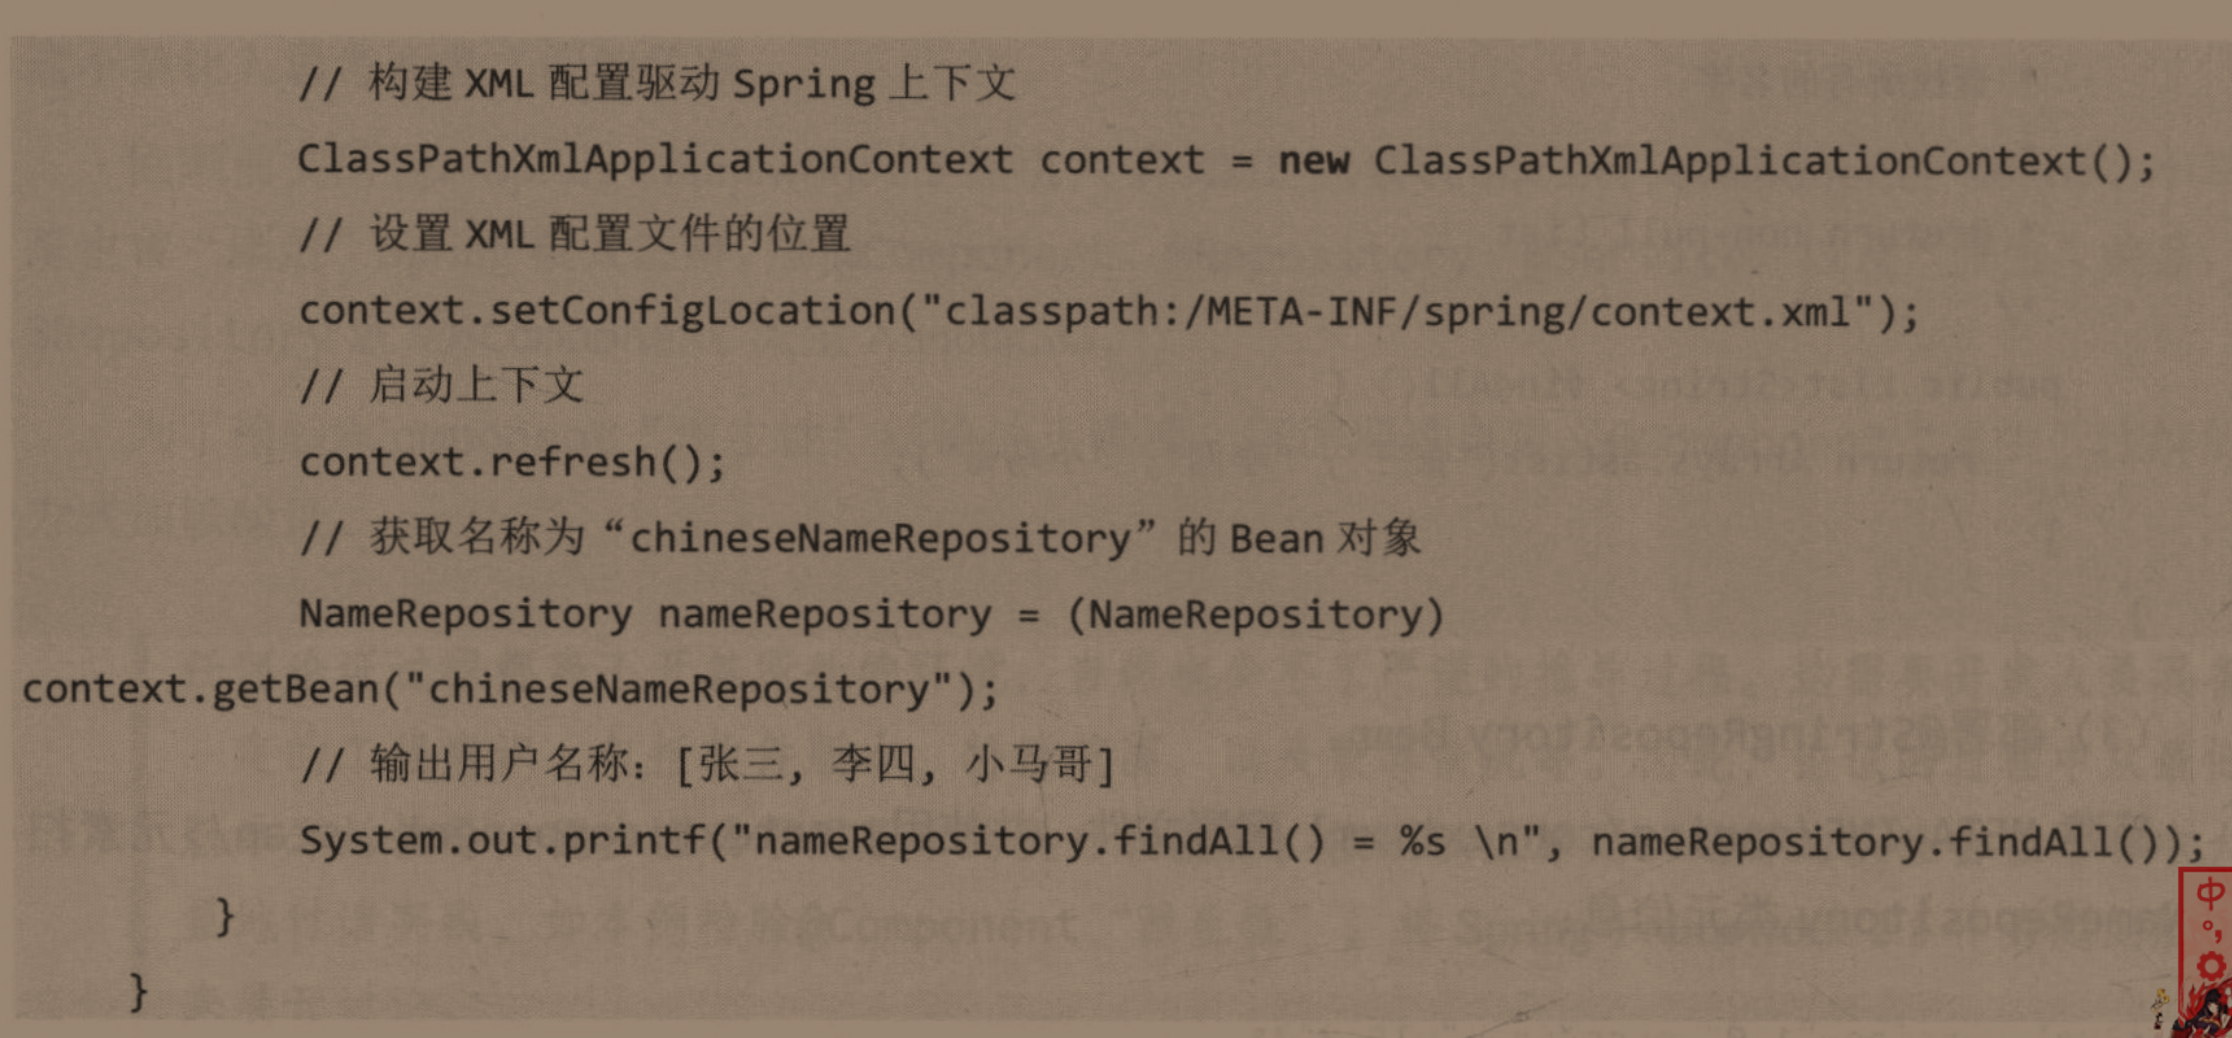 // 构建 XML 配置驱动 Spring 上下文
ClassPathXmlApplicationContext context = new ClassPathXmlApplicationContext();
// 设置 XML 配置文件的位置
context.setConfigLocation("classpath:/META-INF/spring/context.xml");
// 启动上下文
context.refresh();
// 获取名称为“chineseNameRepository”的 Bean 对象
NameRepository nameRepository = (NameRepository)
context.getBean("chineseNameRepository");
// 输出用户名称：[张三, 李四, 小马哥]
System.out.printf("nameRepository.findAll() = %s \n", nameRepository.findAll());
}
}
中